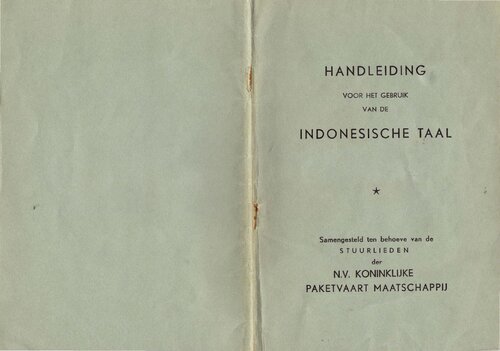 HANDLEIDING
VOOR HET GEBRUIK
VAN DE
INDONESISCHE TAAL
*
Samengesteld ten behoeve van de
STUURLIEDEN
der
N.V. KONINKLIJKE
PAKETVAART MAATSCHAPPIJ